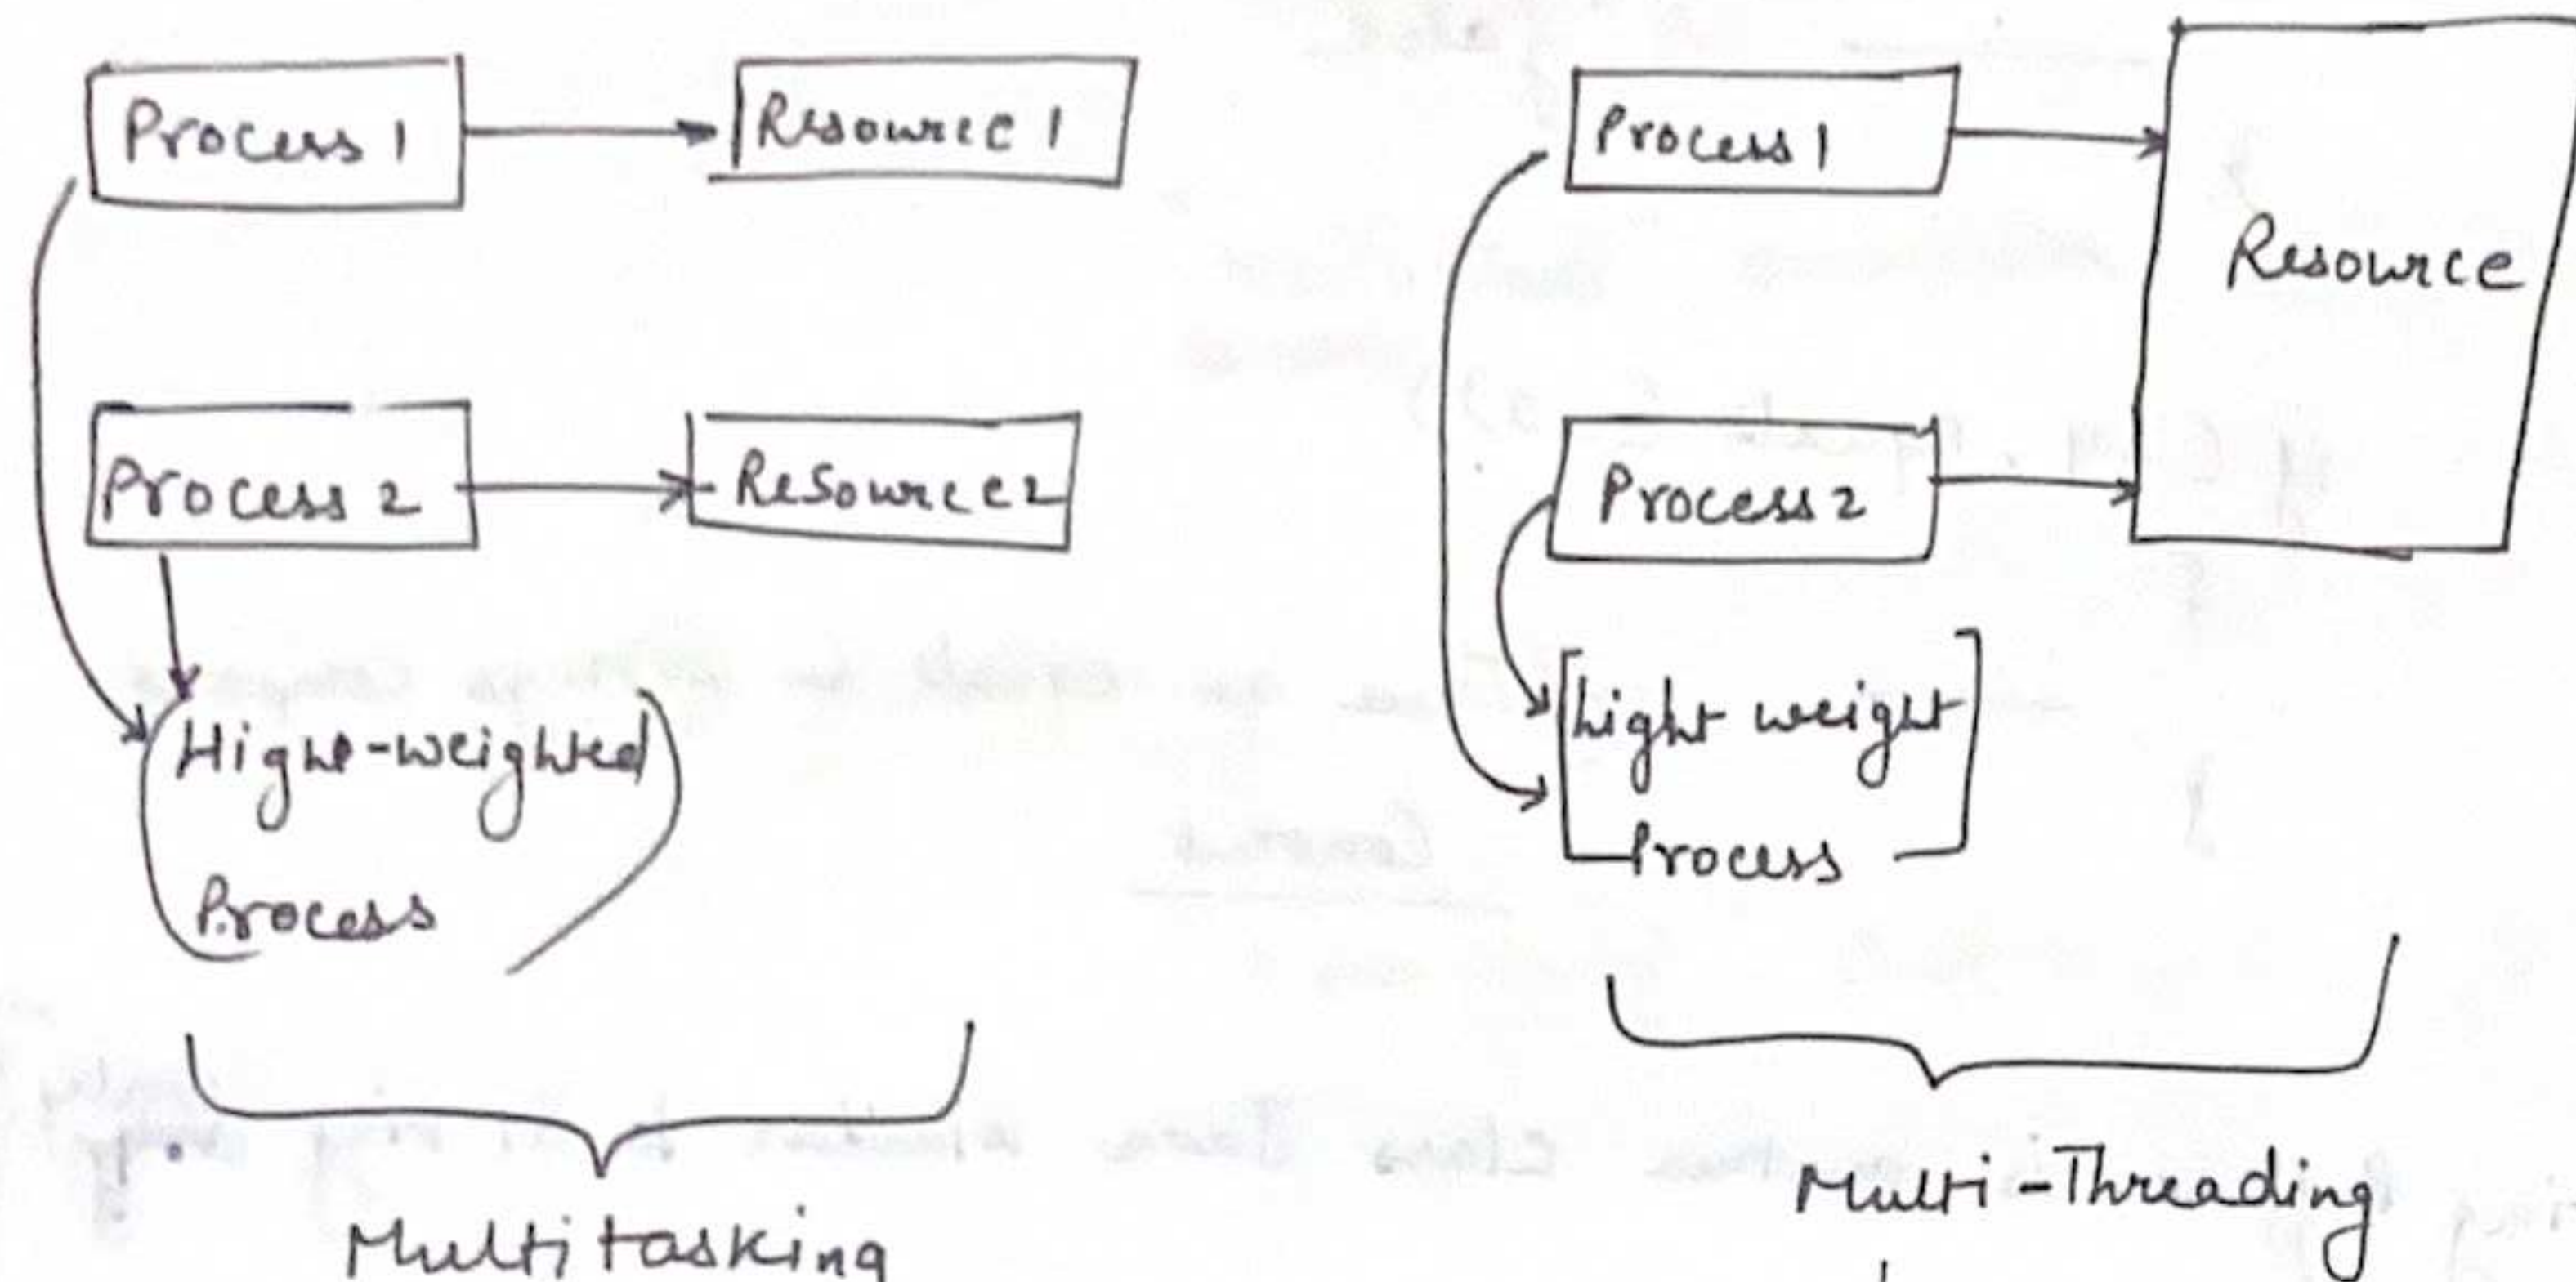 Process 1
Resource 1
Process 2
Resource 2
Hight-weighted
Process
Multitasking
Process 1
Resource
Process 2
Light weight
Process
Multi-Threading